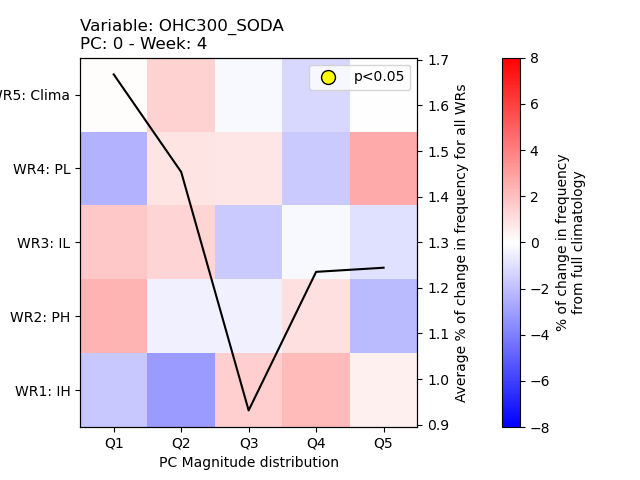 Variable: OHC300_SODA
PC: 0 - Week: 4
p<0.05
R5: Clima
WR4: PL
WR3: IL
WR2: PH
WR1: IH
Q1 Q2 Q3 Q4 Q5
PC Magnitude distribution
1.7
1.6
1.5
1.4
1.3
1.2
1.1
1.0
0.9
Average % of change in frequency for all WRs
8
6
4
2
0
−2
−4
−6
−8
% of change in frequency
from full climatology